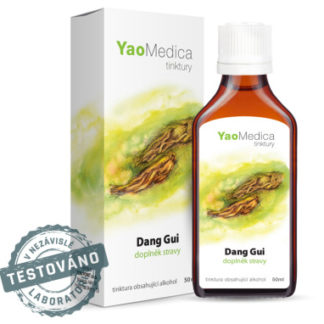 YaoMedica
tinktury
Dang Gui
doplněk stravy
tinktura obsahující alkohol
YaoMedica
tinktury
Dang Gui
doplněk stravy
tinktura obsahující alkohol 50ml
V NEZÁVISLÉ
TESTOVÁNO
LABORATOŘI